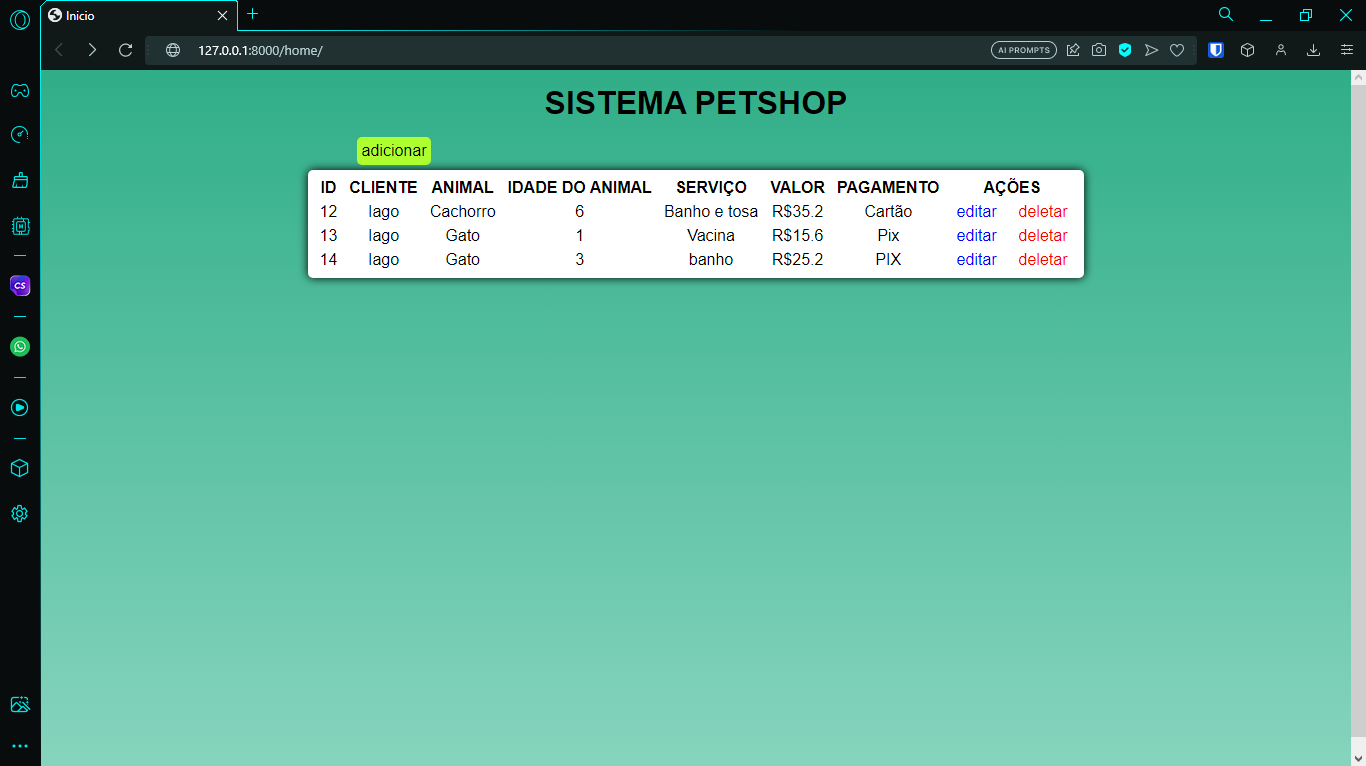 Inicio
127.0.0.1:8000/home/
AI PROMPTS
SISTEMA PETSHOP
adicionar
ID CLIENTE ANIMAL IDADE DO ANIMAL SERVIÇO VALOR PAGAMENTO AÇÕES
12 Iago Cachorro 6 Banho e tosa R$35.2 Cartão editar deletar
13 Iago Gato 1 Vacina R$15.6 Pix editar deletar
14 Iago Gato 3 banho R$25.2 PIX editar deletar
CS